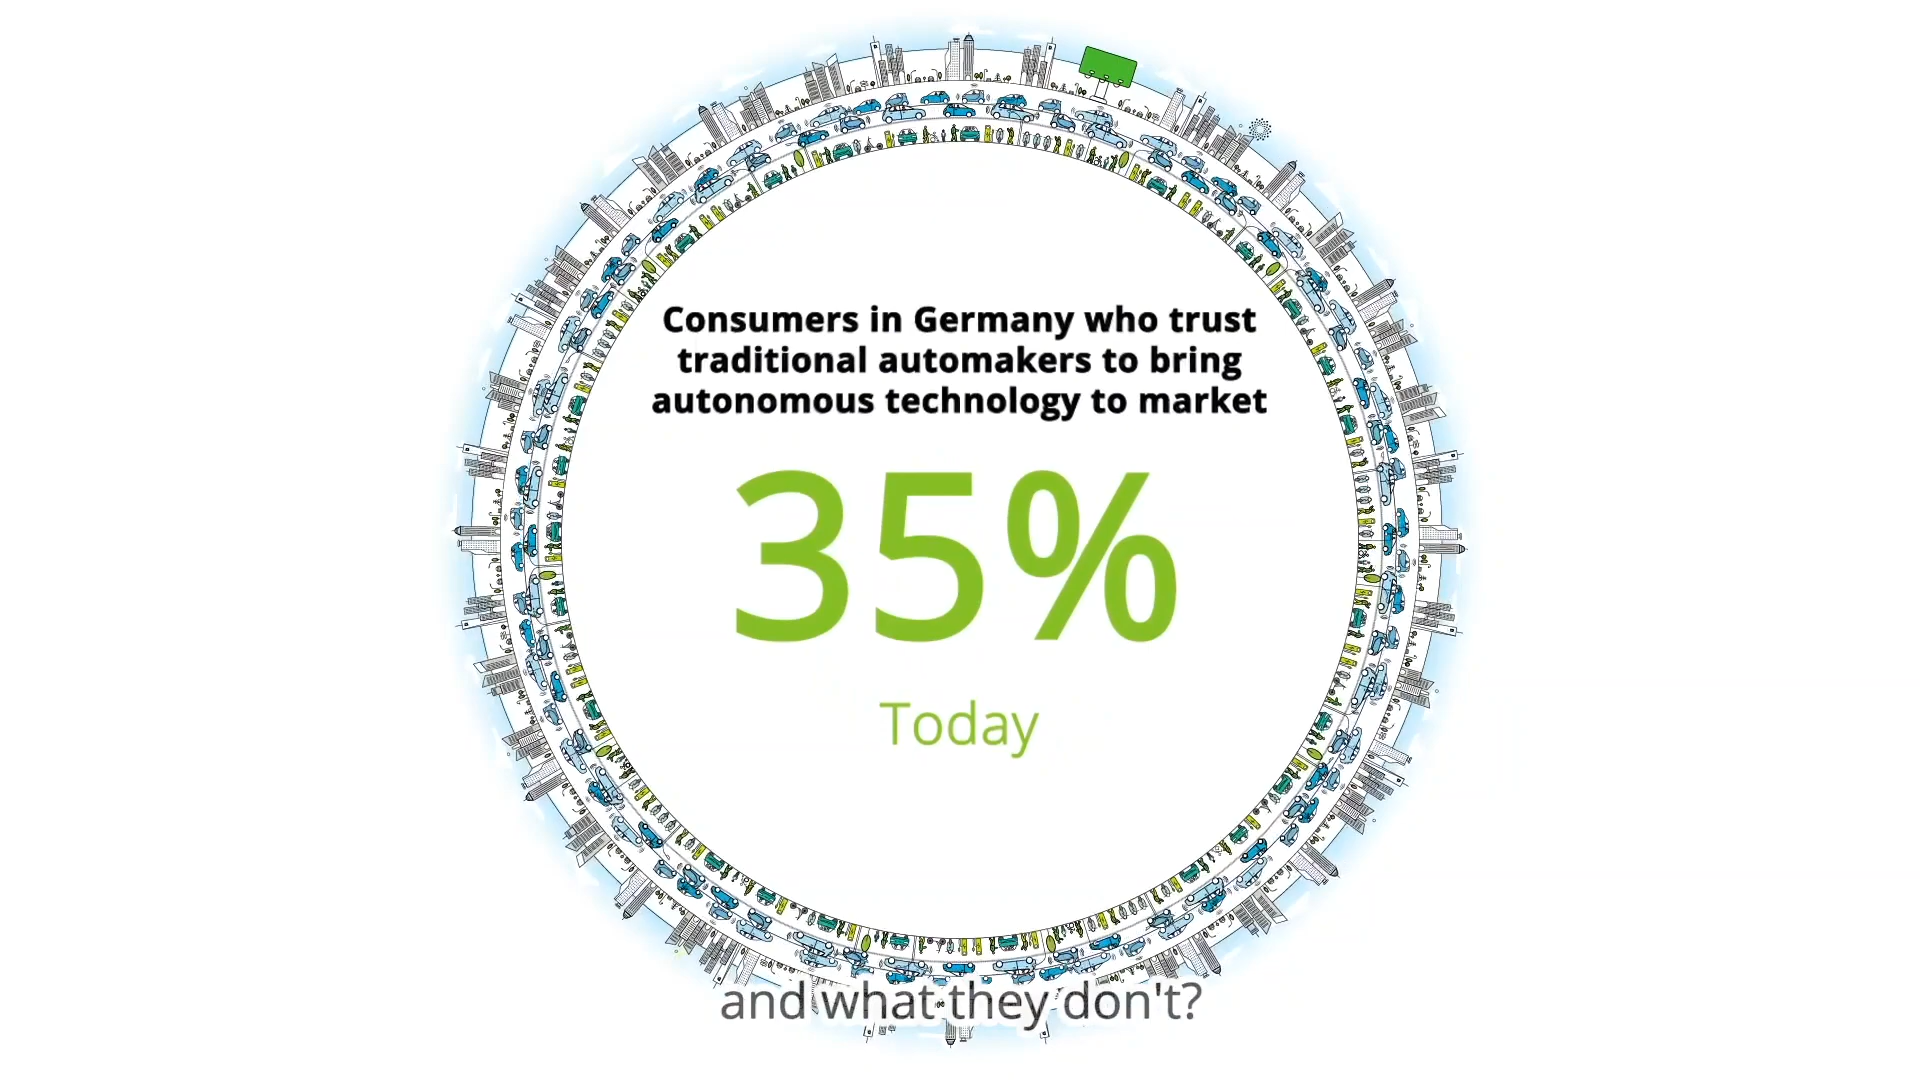 Consumers in Germany who trust
traditional automakers to bring
autonomous technology to market
35%
Today
and what they don't?